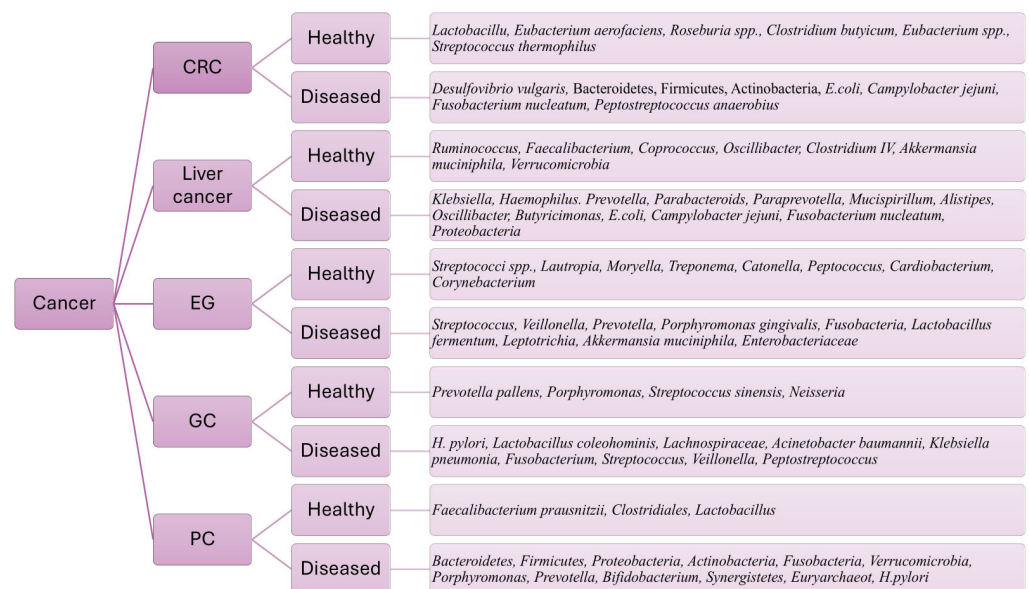 Cancer
CRC
Healthy
Lactobacillu, Eubacterium aerofaciens, Roseburia spp., Clostridium butyicum, Eubacterium spp.,
Streptococcus thermophilus
Diseased
Desulfovibrio vulgaris, Bacteroidetes, Firmicutes, Actinobacteria, E.coli, Campylobacter jejuni,
Fusobacterium nucleatum, Peptostreptococcus anaerobius
Liver
cancer
Healthy
Ruminococcus, Faecalibacterium, Coprococcus, Oscillibacter, Clostridium IV, Akkermansia
muciniphila, Verrucomicrobia
Diseased
Klebsiella, Haemophilus. Prevotella, Parabacteroids, Paraprevotella, Mucispirillum, Alistipes,
Oscillibacter, Butyricimonas, E.coli, Campylobacter jejuni, Fusobacterium nucleatum,
Proteobacteria
EG
Healthy
Streptococci spp., Lautropia, Moryella, Treponema, Catonella, Peptococcus, Cardiobacterium,
Corynebacterium
Diseased
Streptococcus, Veillonella, Prevotella, Porphyromonas gingivalis, Fusobacteria, Lactobacillus
fermentum, Leptotrichia, Akkermansia muciniphila, Enterobacteriaceae
GC
Healthy
Prevotella pallens, Porphyromonas, Streptococcus sinensis, Neisseria
Diseased
H. pylori, Lactobacillus coleohominis, Lachnospiraceae, Acinetobacter baumannii, Klebsiella
pneumonia, Fusobacterium, Streptococcus, Veillonella, Peptostreptococcus
PC
Healthy
Faecalibacterium prausnitzii, Clostridiales, Lactobacillus
Diseased
Bacteroidetes, Firmicutes, Proteobacteria, Actinobacteria, Fusobacteria, Verrucomicrobia,
Porphyromonas, Prevotella, Bifidobacterium, Synergistetes, Euryarchaeot, H.pylori